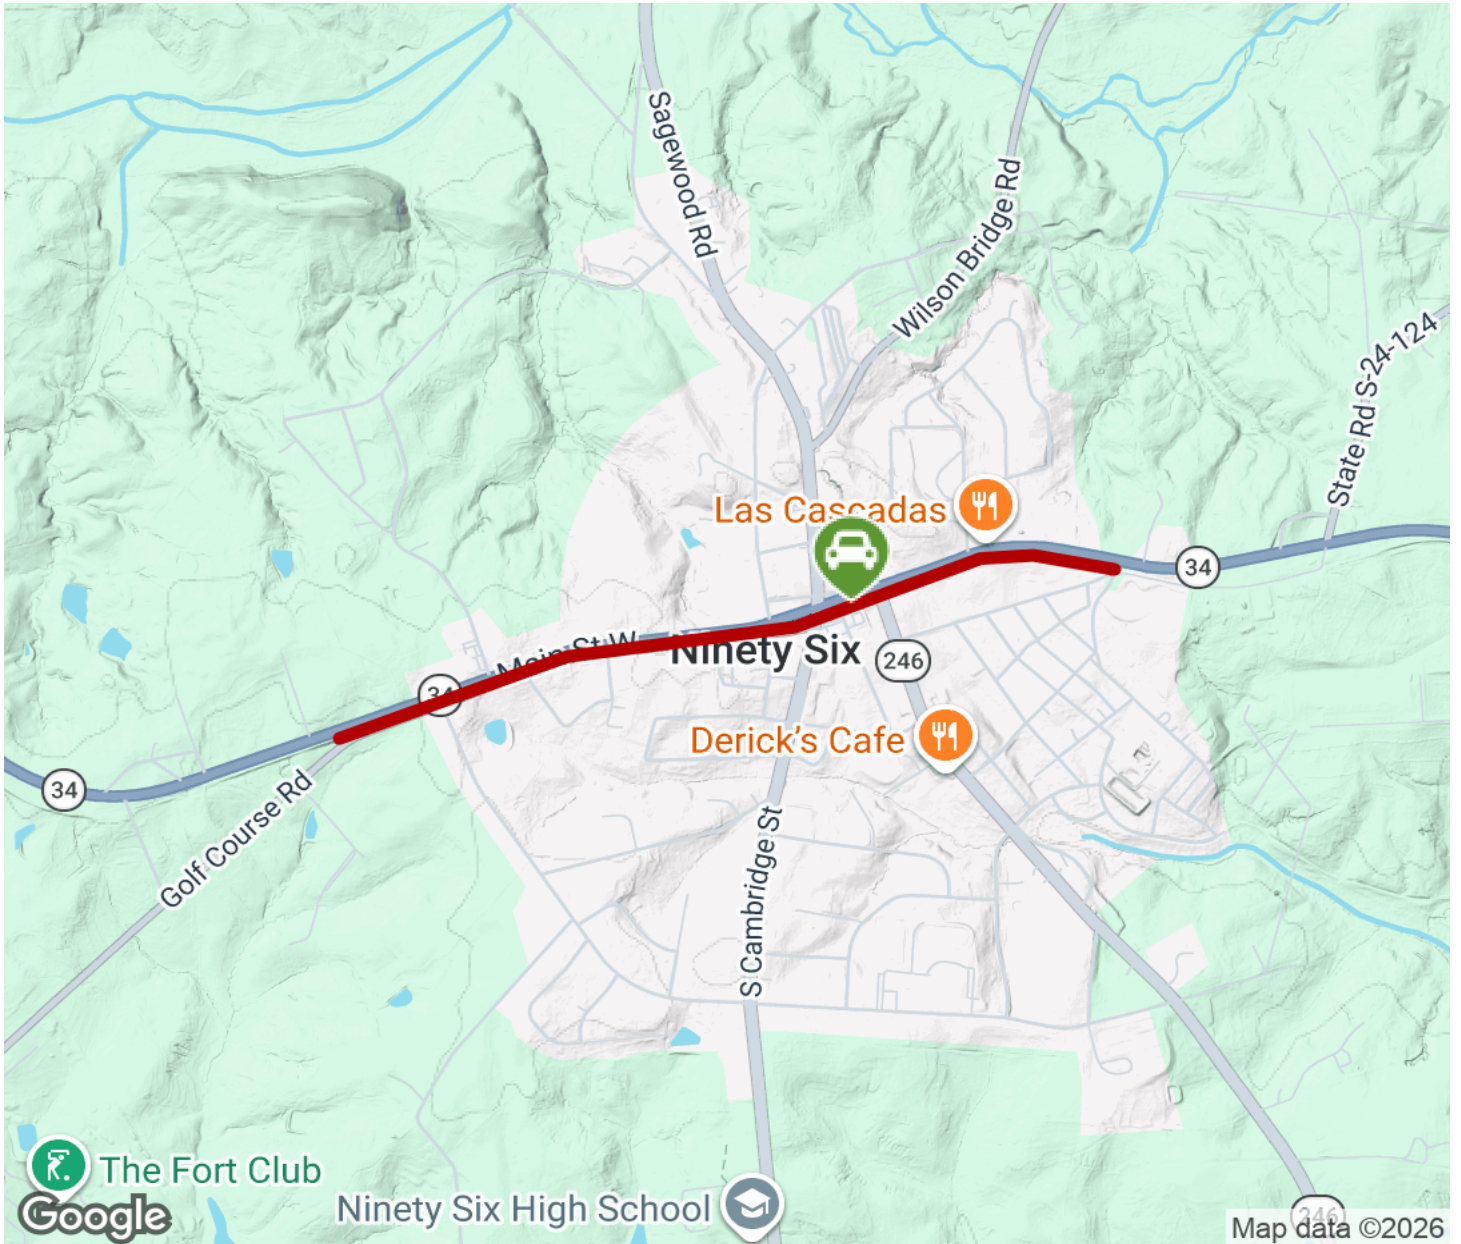 Sagewood Rd
Wilson Bridge Rd
State Rd S-24-124
Las Cascadas
34
Main St W
Ninety Six
246
34
Derick's Cafe
34
Golf Course Rd
S Cambridge St
The Fort Club
Ninety Six High School
246
Google
Map data ©2026